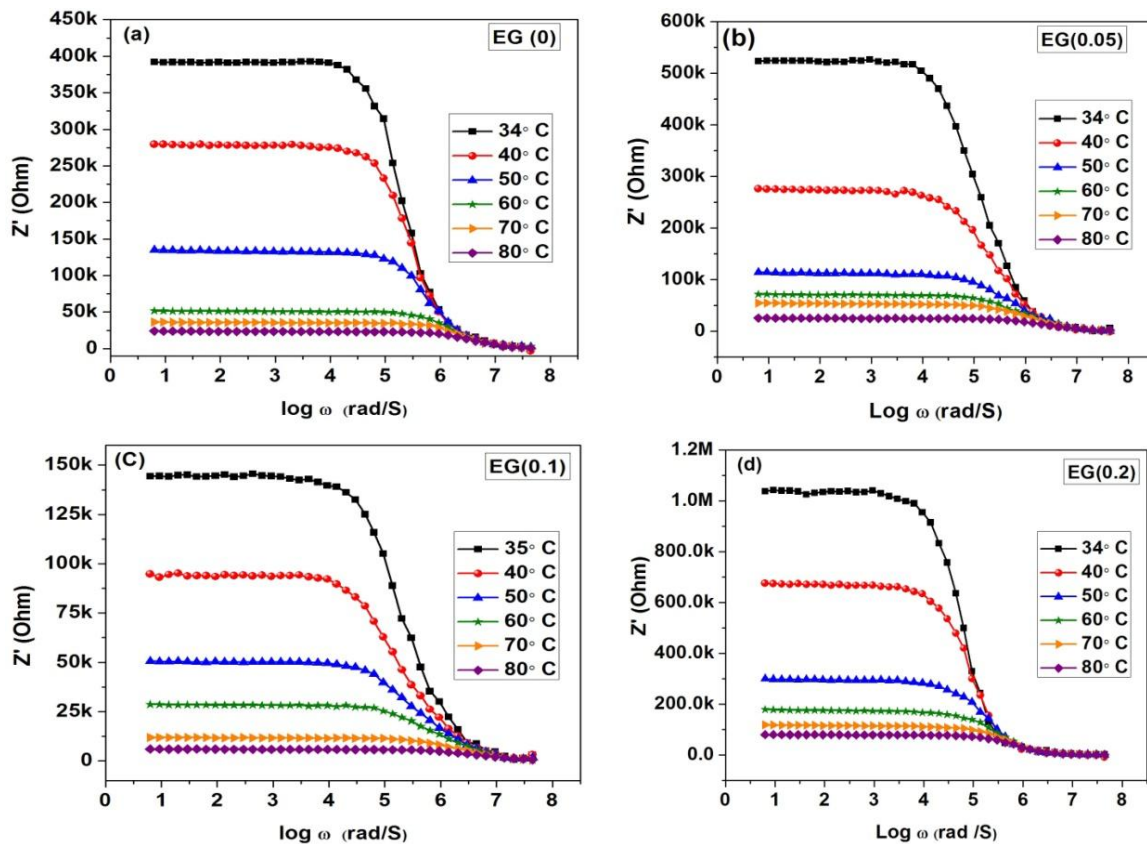 (a)
EG (0)
450k
400k
350k
300k
250k
200k
150k
100k
50k
0
Z' (Ohm)
34° C
40° C
50° C
60° C
70° C
80° C
0 1 2 3 4 5 6 7 8
log ω (rad/S)
(b)
EG(0.05)
600k
500k
400k
300k
200k
100k
0
Z' (Ohm)
34° C
40° C
50° C
60° C
70° C
80° C
0 1 2 3 4 5 6 7 8
Log ω (rad/S)
(C)
EG(0.1)
150k
125k
100k
75k
50k
25k
0
Z' (Ohm)
35° C
40° C
50° C
60° C
70° C
80° C
0 1 2 3 4 5 6 7 8
log ω (rad/S)
(d)
EG(0.2)
1.2M
1.0M
800.0k
600.0k
400.0k
200.0k
0.0
Z' (Ohm)
34° C
40° C
50° C
60° C
70° C
80° C
0 1 2 3 4 5 6 7 8
Log ω (rad /S)